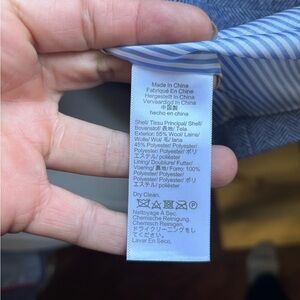 Made In China
Fabriqué En China
Hergestellt In China
Vervaardigd In China
中国製
hecho en china
Shell/ Tissu Principal/ Shell/
Bovenstof/ 表地/ Tela
Exterior: 55% Wool/ Laine/
Wolle/ Wol/ 毛/ lana
45% Polyester/ Polyester/
Polyester/ Polyester/ ポリ
エステル/ poliéster
Lining/ Doublure/ Futter/
Voering/ 裏地/ Forro: 100%
Polyester/ Polyester/
Polyester/ Polyester/ ポリ
エステル/ poliéster
Dry Clean.
Nettoyage À Sec.
Chemische Reinigung.
Chemisch Reinigen.
ドライクリーニングをし
てください。
Lavar En Seco.